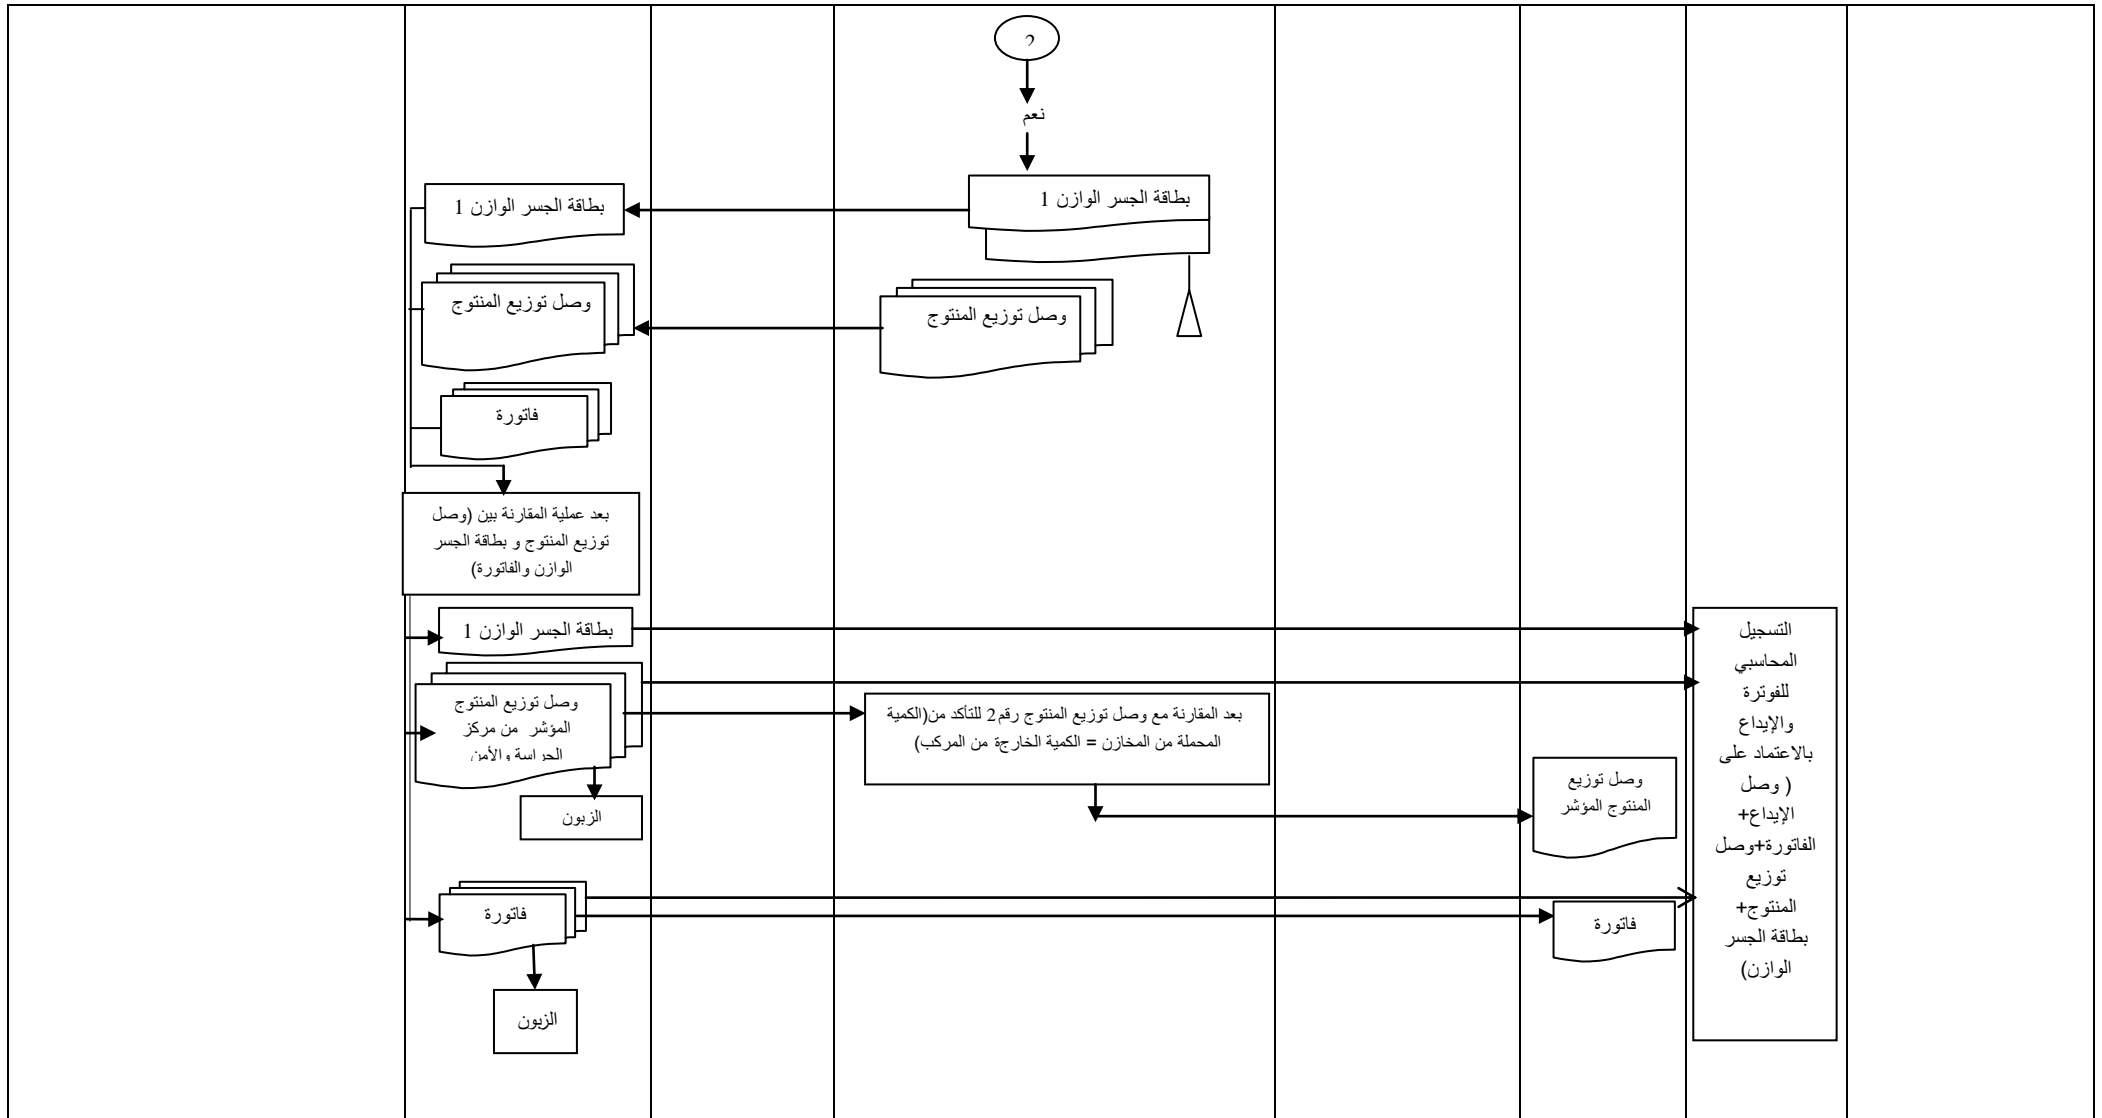 نعم
بطاقة الجسر الوازن 1
بطاقة الجسر الوازن 1
وصل توزيع المنتوج
وصل توزيع المنتوج
فاتورة
بعد عملية المقارنة بين (وصل
توزيع المنتوج و بطاقة الجسر
الوازن والفاتورة)
بطاقة الجسر الوازن 1
التسجيل
المحاسبي
للفوترة
والإيداع
بالاعتماد على
( وصل
الإيداع+
الفاتورة+وصل
توزيع
المنتوج+
بطاقة الجسر
الوازن)
وصل توزيع المنتوج
المؤشر من مركز
الحراسة والأمن
بعد المقارنة مع وصل توزيع المنتوج رقم2 للتأكد من(الكمية
المحملة من المخازن = الكمية الخارجة من المركب)
وصل توزيع
المنتوج المؤشر
الزبون
فاتورة
فاتورة
الزبون